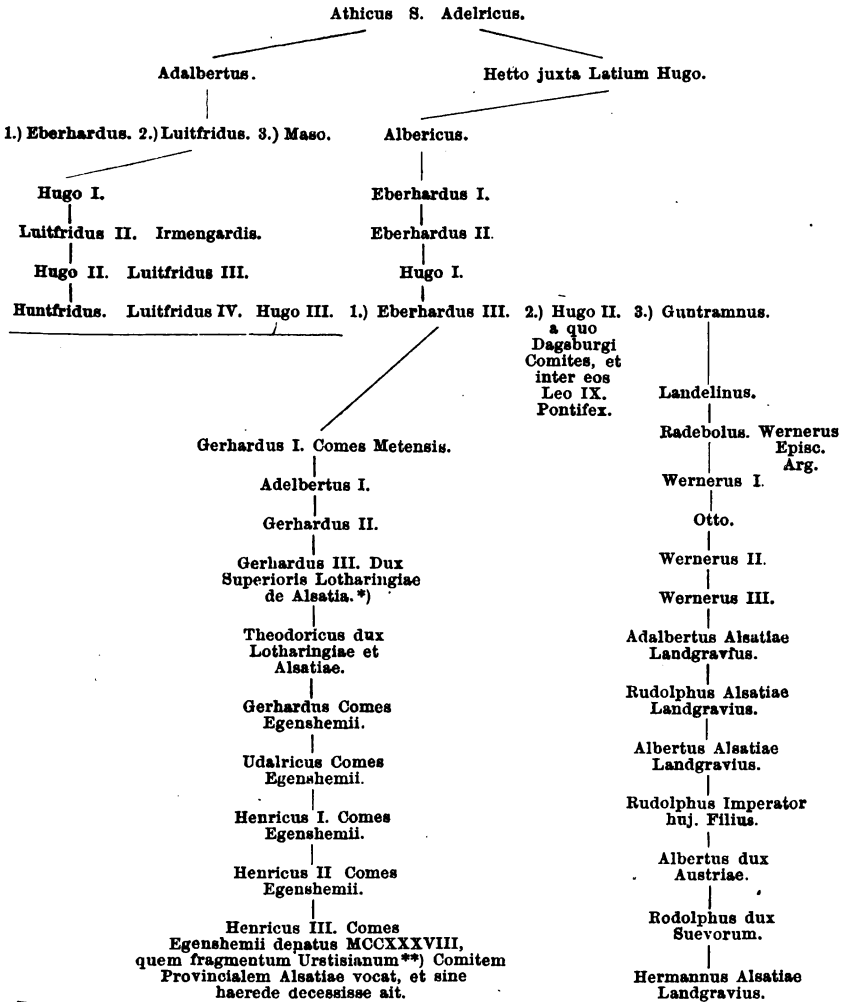 Athicus S. Adelricus.
Adalbertus. Hetto juxta Latium Hugo.
1.) Eberhardus. 2.) Luitfridus. 3.) Maso. Albericus.
Hugo I. Eberhardus I.
Luitfridus II. Irmengardis. Eberhardus II.
Hugo II. Luitfridus III. Hugo I.
Huntfridus. Luitfridus IV. Hugo III. 1.) Eberhardus III. 2.) Hugo II. 3.) Guntramnus.
a quo
Dagsburgi
Comites, et
inter eos
Leo IX.
Pontifex.
Gerhardus I. Comes Metensis.
Adelbertus I.
Gerhardus II.
Gerhardus III. Dux
Superioris Lotharingiae
de Alsatia.*)
Theodoricus dux
Lotharingiae et
Alsatiae.
Gerhardus Comes
Egenshemii.
Udalricus Comes
Egenshemii.
Henricus I. Comes
Egenshemii.
Henricus II Comes
Egenshemii.
Henricus III. Comes
Egenshemii depatus MCCXXXVIII,
quem fragmentum Urstisianum**) Comitem
Provincialem Alsatiae vocat, et sine
haerede decessisse ait.
Landelinus.
Radebolus. Wernerus
Episc.
Arg.
Wernerus I.
Otto.
Wernerus II.
Wernerus III.
Adalbertus Alsatiae
Landgravfus.
Rudolphus Alsatiae
Landgravius.
Albertus Alsatiae
Landgravius.
Rudolphus Imperator
huj. Filius.
Albertus dux
Austriae.
Rodolphus dux
Suevorum.
Hermannus Alsatiae
Landgravius.